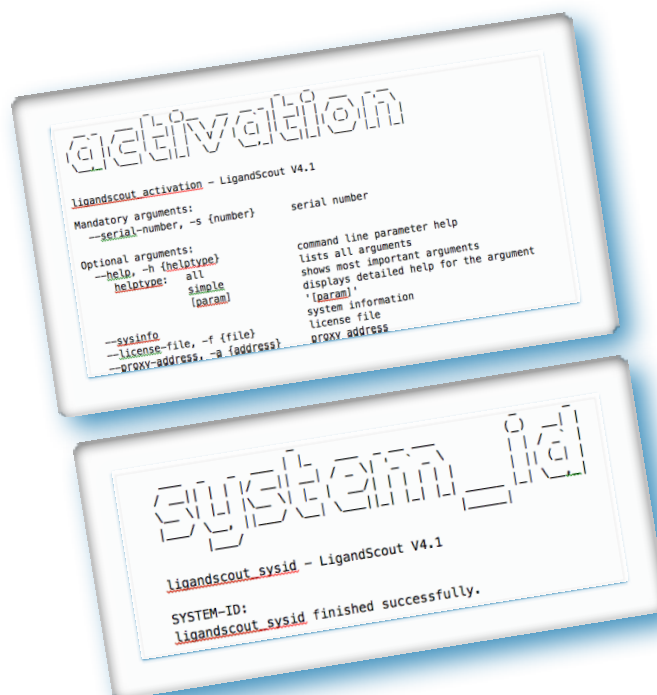 activation
ligandscout_activation – LigandScout V4.1
Mandatory arguments:
--serial-number, -s {number} serial number
Optional arguments:
--help, -h {helptype} command line parameter help
helptype: all lists all arguments
simple shows most important arguments
[param] displays detailed help for the argument
'[param]'
--sysinfo system information
--license-file, -f {file} license file
--proxy-address, -a {address} proxy address
system_id
ligandscout_sysid – LigandScout V4.1
SYSTEM-ID:
ligandscout_sysid finished successfully.